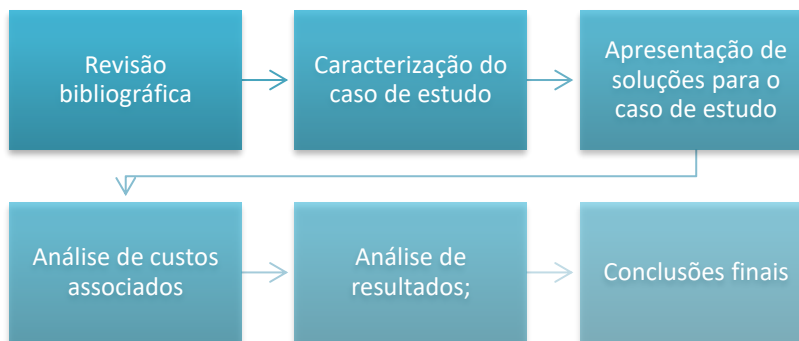 Revisão
bibliográfica
Caracterização do
caso de estudo
Apresentação de
soluções para o
caso de estudo
Análise de custos
associados
Análise de
resultados;
Conclusões finais